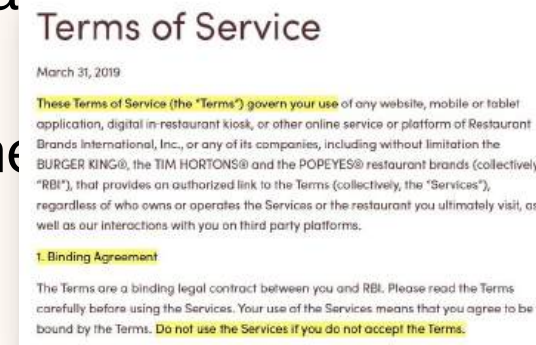 Terms of Service
March 31, 2019
These Terms of Service (the "Terms") govern your use of any website, mobile or tablet
application, digital in-restaurant kiosk, or other online service or platform of Restaurant
Brands International, Inc., or any of its companies, including without limitation the
BURGER KING®, the TIM HORTONS® and the POPEYES® restaurant brands (collectively
"RBI"), that provides an authorized link to the Terms (collectively, the "Services"),
regardless of who owns or operates the Services or the restaurant you ultimately visit, as
well as our interactions with you on third party platforms.
1. Binding Agreement
The Terms are a binding legal contract between you and RBI. Please read the Terms
carefully before using the Services. Your use of the Services means that you agree to be
bound by the Terms. Do not use the Services if you do not accept the Terms.